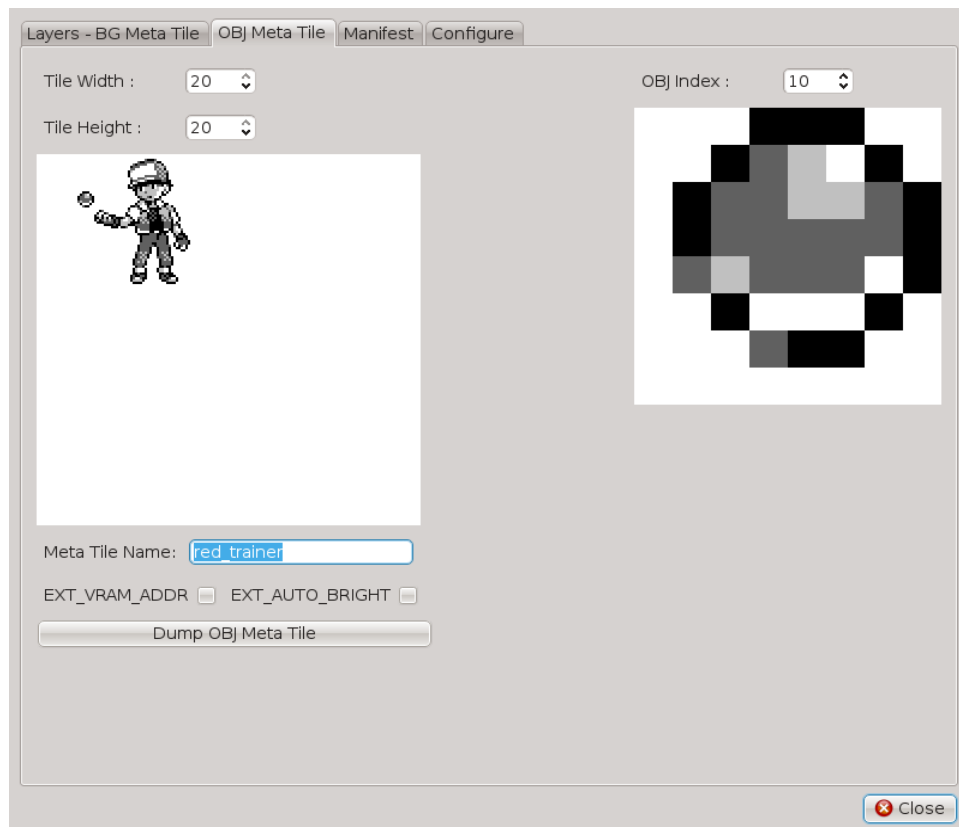 Layers - BG Meta Tile OBJ Meta Tile Manifest Configure
Tile Width : 20
OBJ Index : 10
Tile Height : 20
Meta Tile Name: red_trainer
EXT_VRAM_ADDR EXT_AUTO_BRIGHT
Dump OBJ Meta Tile
Close